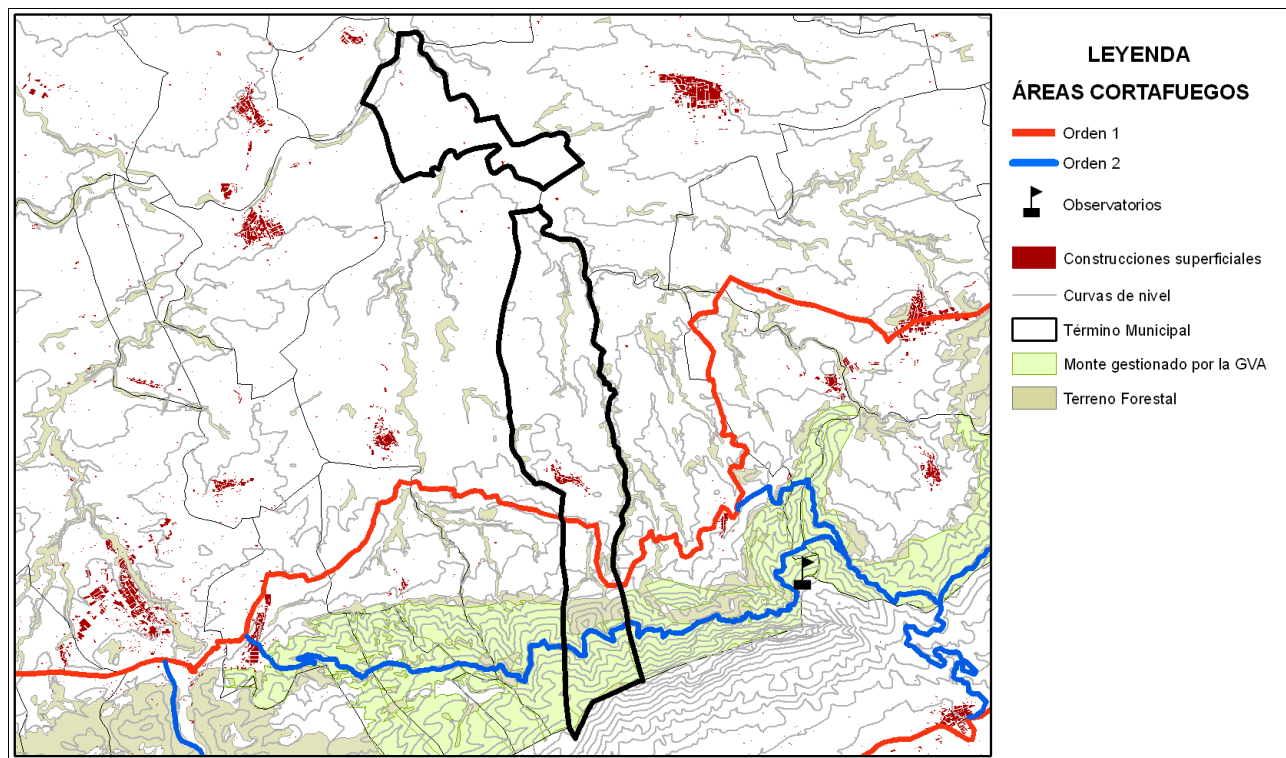 LEYENDA
ÁREAS CORTAFUEGOS
Orden 1
Orden 2
Observatorios
Construcciones superficiales
Curvas de nivel
Término Municipal
Monte gestionado por la GVA
Terreno Forestal